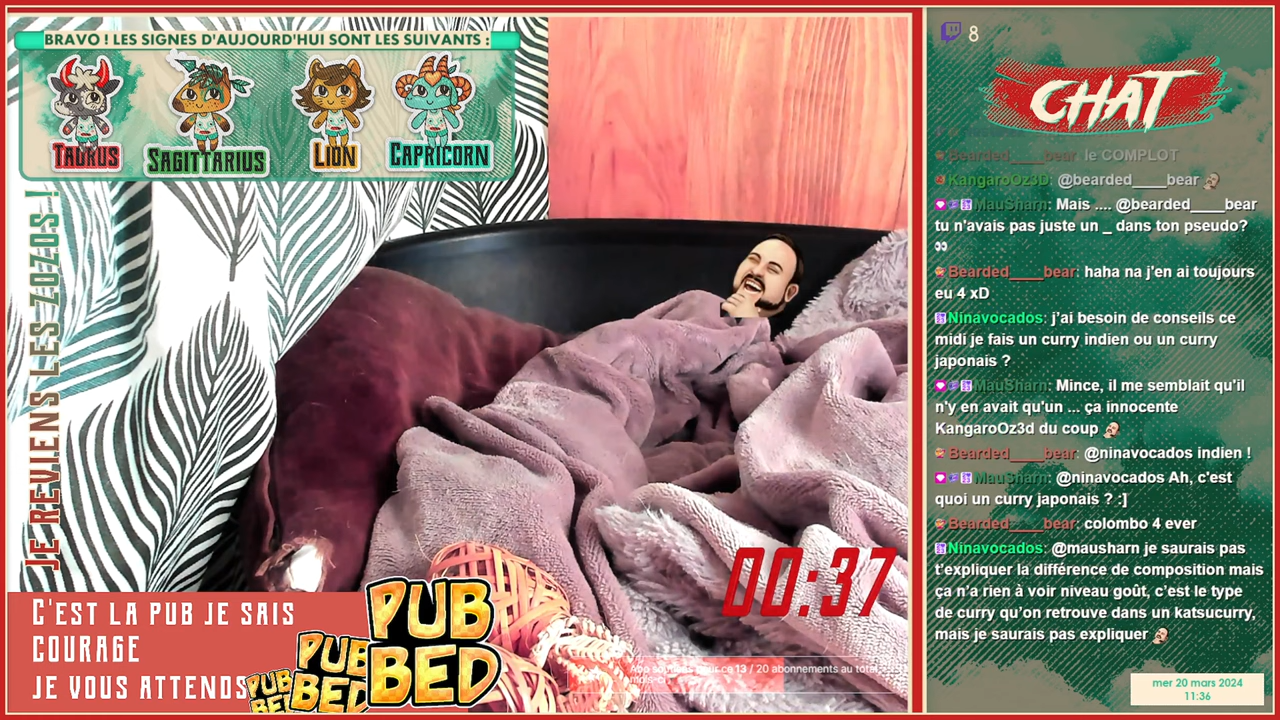 BRAVO ! LES SIGNES D'AUJOURD'HUI SONT LES SUIVANTS :
TAURUS
SAGITTARIUS
LION
CAPRICORN
JE REVIENS LES ZOZOS !
00:37
C'EST LA PUB JE SAIS
COURAGE
JE VOUS ATTENDS
PUB
BED
PUB
BED
PUB
BED
13 / 20 abonnements au total
8
CHAT
Bearded____bear: le COMPLOT
KangaroOz3D: @bearded____bear
MauSharn: Mais .... @bearded____bear
tu n'avais pas juste un _ dans ton pseudo?
Bearded____bear: haha na j'en ai toujours
eu 4 xD
Ninavocados: j'ai besoin de conseils ce
midi je fais un curry indien ou un curry
japonais ?
MauSharn: Mince, il me semblait qu'il
n'y en avait qu'un ... ça innocente
KangaroOz3d du coup
Bearded____bear: @ninavocados indien !
MauSharn: @ninavocados Ah, c'est
quoi un curry japonais ? :]
Bearded____bear: colombo 4 ever
Ninavocados: @mausharn je saurais pas
t'expliquer la différence de composition mais
ça n'a rien à voir niveau goût, c'est le type
de curry qu'on retrouve dans un katsucurry,
mais je saurais pas expliquer
mer 20 mars 2024
11:36